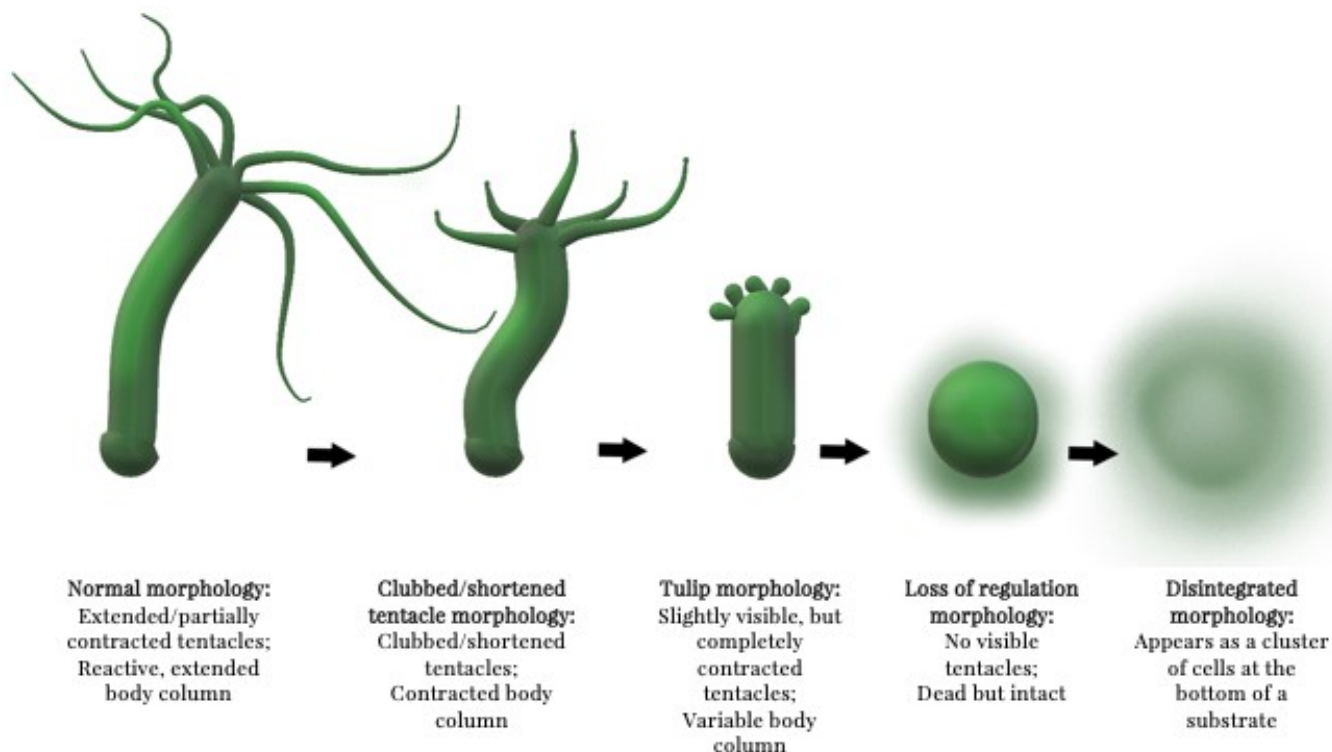 Normal morphology:
Extended/partially
contracted tentacles;
Reactive, extended
body column
Clubbed/shortened
tentacle morphology:
Clubbed/shortened
tentacles;
Contracted body
column
Tulip morphology:
Slightly visible, but
completely
contracted
tentacles;
Variable body
column
Loss of regulation
morphology:
No visible
tentacles;
Dead but intact
Disintegrated
morphology:
Appears as a cluster
of cells at the
bottom of a
substrate